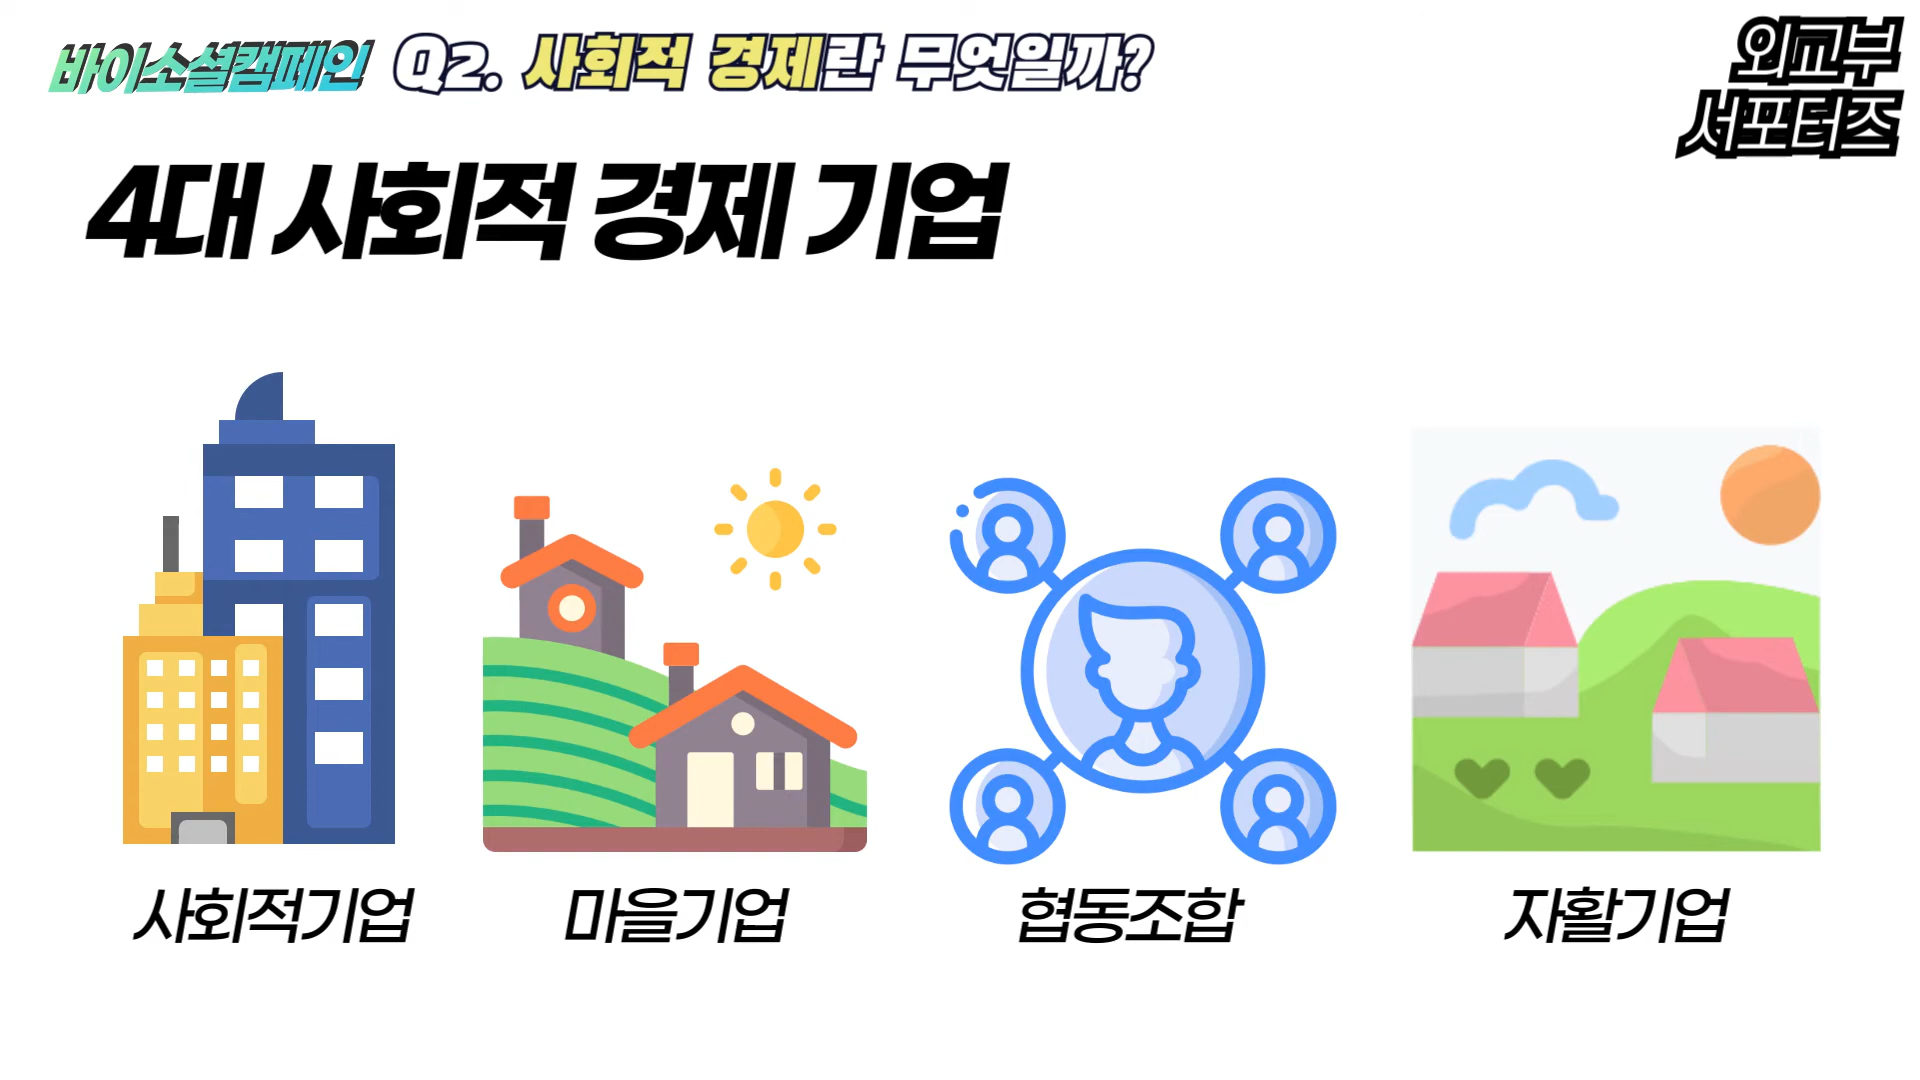 바이소셜캠페인 Q2. 사회적 경제란 무엇일까?
외교부
서포터즈
4대 사회적 경제 기업
사회적기업
마을기업
협동조합
자활기업